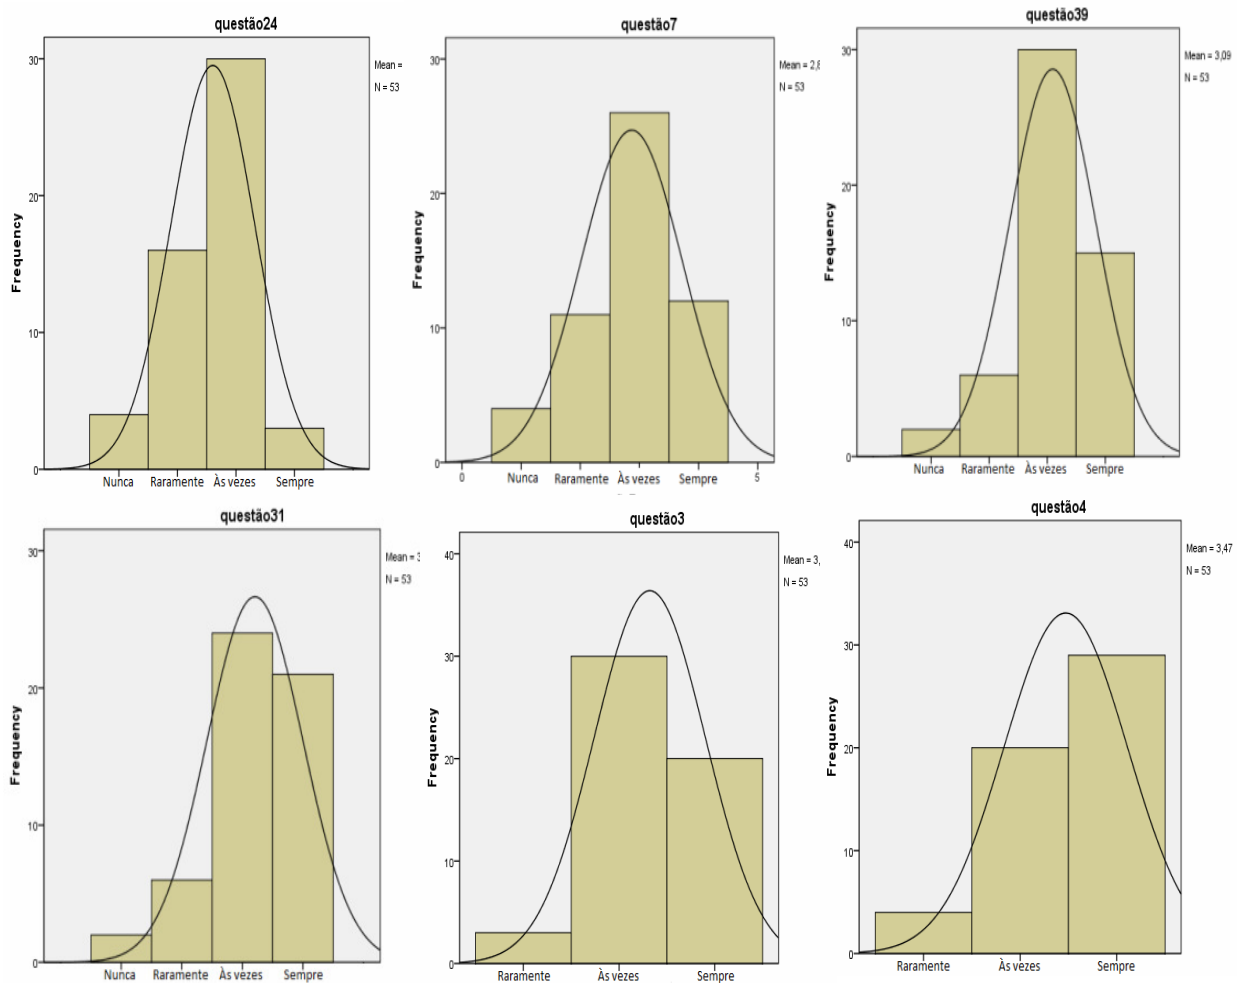 questão24
30
20
10
0
Frequency
Nunca Raramente Às vezes Sempre
Mean =
N = 53
questão7
30
20
10
0
Frequency
0 Nunca Raramente Às vezes Sempre 5
Mean = 2,8
N = 53
questão39
30
20
10
0
Frequency
Nunca Raramente Às vezes Sempre
Mean = 3,09
N = 53
questão31
30
20
10
0
Frequency
Nunca Raramente Às vezes Sempre
Mean = 3
N = 53
questão3
40
30
20
10
0
Frequency
Raramente Às vezes Sempre
Mean = 3,
N = 53
questão4
40
30
20
10
0
Frequency
Raramente Às vezes Sempre
Mean = 3,47
N = 53